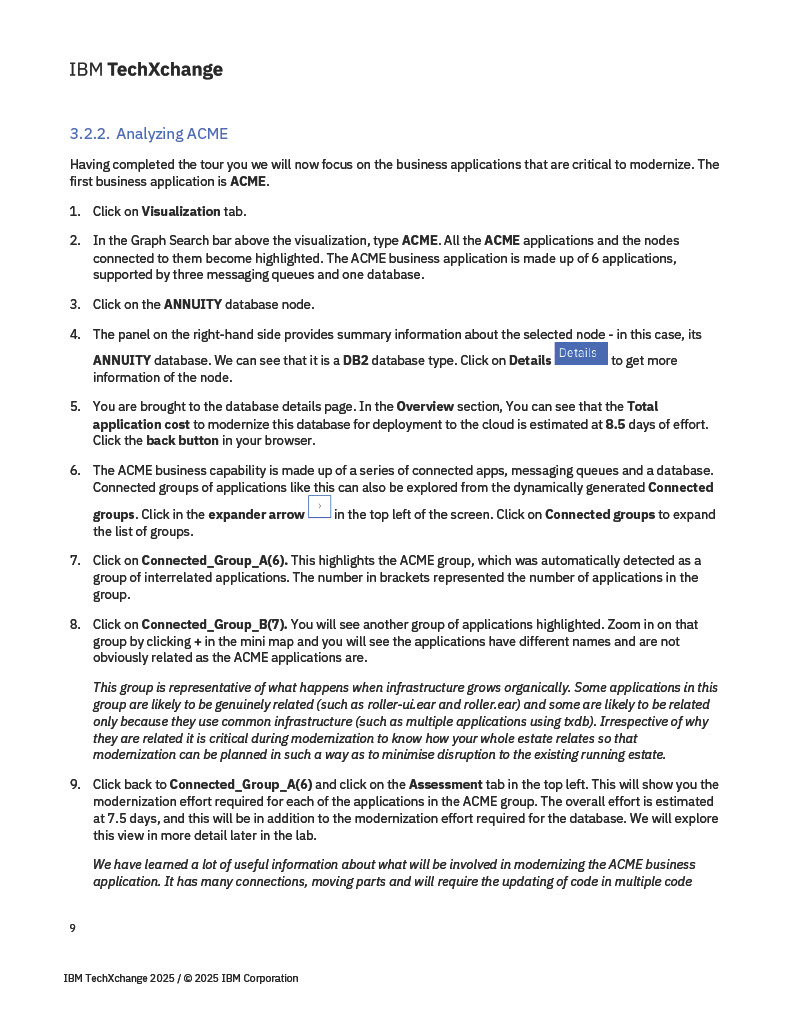 IBM TechXchange
3.2.2. Analyzing ACME
Having completed the tour you we will now focus on the business applications that are critical to modernize. The
first business application is ACME.
1. Click on Visualization tab.
2. In the Graph Search bar above the visualization, type ACME. All the ACME applications and the nodes
connected to them become highlighted. The ACME business application is made up of 6 applications,
supported by three messaging queues and one database.
3. Click on the ANNUITY database node.
4. The panel on the right-hand side provides summary information about the selected node - in this case, its
ANNUITY database. We can see that it is a DB2 database type. Click on Details Details to get more
information of the node.
5. You are brought to the database details page. In the Overview section, You can see that the Total
application cost to modernize this database for deployment to the cloud is estimated at 8.5 days of effort.
Click the back button in your browser.
6. The ACME business capability is made up of a series of connected apps, messaging queues and a database.
Connected groups of applications like this can also be explored from the dynamically generated Connected
groups. Click in the expander arrow › in the top left of the screen. Click on Connected groups to expand
the list of groups.
7. Click on Connected_Group_A(6). This highlights the ACME group, which was automatically detected as a
group of interrelated applications. The number in brackets represented the number of applications in the
group.
8. Click on Connected_Group_B(7). You will see another group of applications highlighted. Zoom in on that
group by clicking + in the mini map and you will see the applications have different names and are not
obviously related as the ACME applications are.
This group is representative of what happens when infrastructure grows organically. Some applications in this
group are likely to be genuinely related (such as roller-ui.ear and roller.ear) and some are likely to be related
only because they use common infrastructure (such as multiple applications using txdb). Irrespective of why
they are related it is critical during modernization to know how your whole estate relates so that
modernization can be planned in such a way as to minimise disruption to the existing running estate.
9. Click back to Connected_Group_A(6) and click on the Assessment tab in the top left. This will show you the
modernization effort required for each of the applications in the ACME group. The overall effort is estimated
at 7.5 days, and this will be in addition to the modernization effort required for the database. We will explore
this view in more detail later in the lab.
We have learned a lot of useful information about what will be involved in modernizing the ACME business
application. It has many connections, moving parts and will require the updating of code in multiple code
9
IBM TechXchange 2025 / © 2025 IBM Corporation